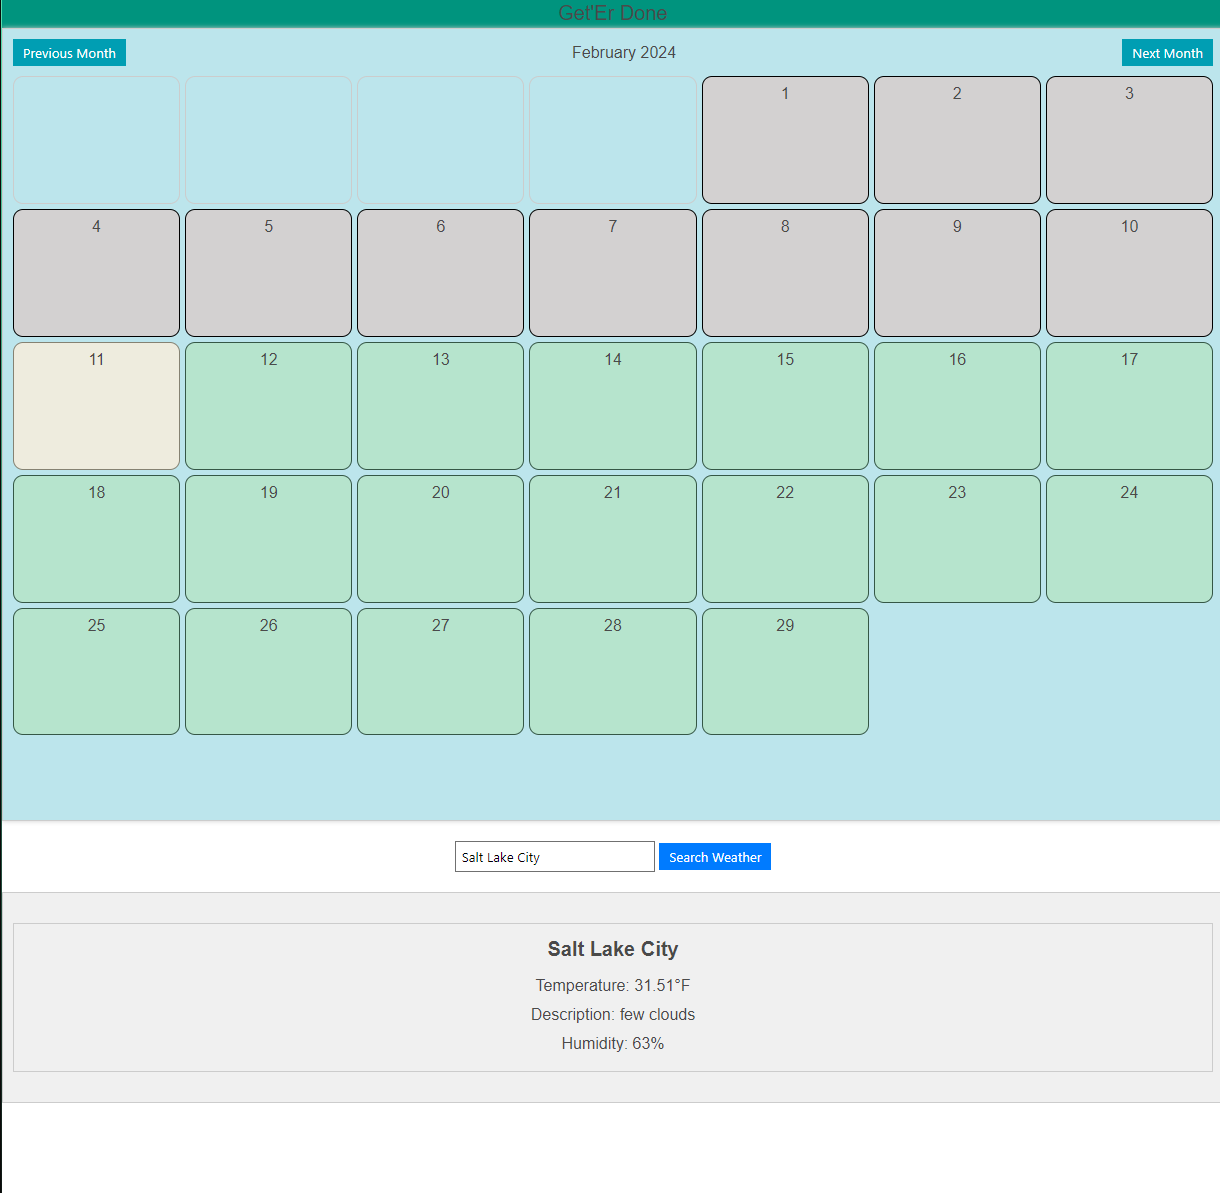 Get'Er Done
Previous Month February 2024 Next Month
1 2 3
4 5 6 7 8 9 10
11 12 13 14 15 16 17
18 19 20 21 22 23 24
25 26 27 28 29
Salt Lake City Search Weather
Salt Lake City
Temperature: 31.51°F
Description: few clouds
Humidity: 63%